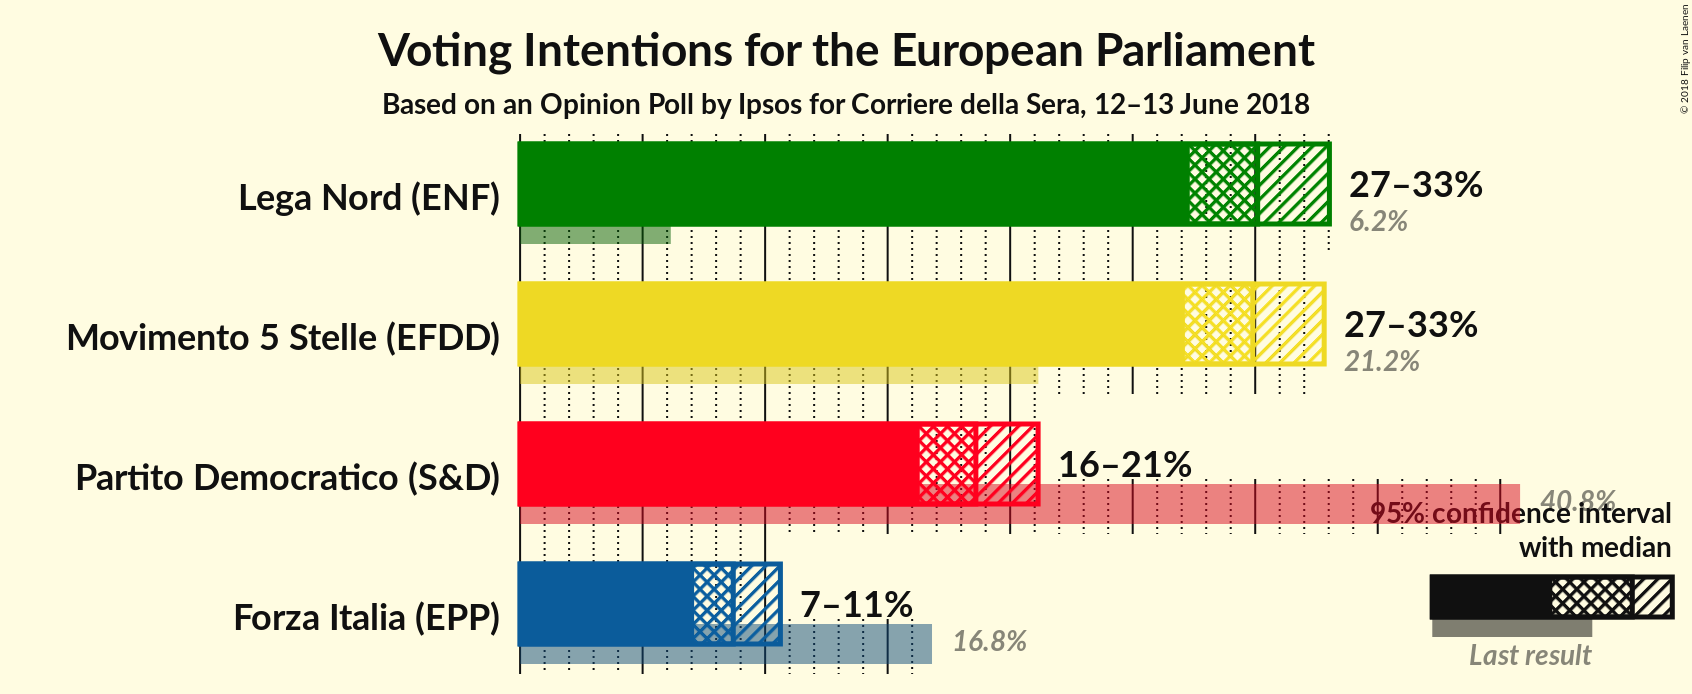 Voting Intentions for the European Parliament
Based on an Opinion Poll by Ipsos for Corriere della Sera, 12–13 June 2018
© 2018 Filip van Laenen
Lega Nord (ENF)
27–33%
6.2%
Movimento 5 Stelle (EFDD)
27–33%
21.2%
Partito Democratico (S&D)
16–21%
40.8%
95% confidence interval
with median
Last result
Forza Italia (EPP)
7–11%
16.8%